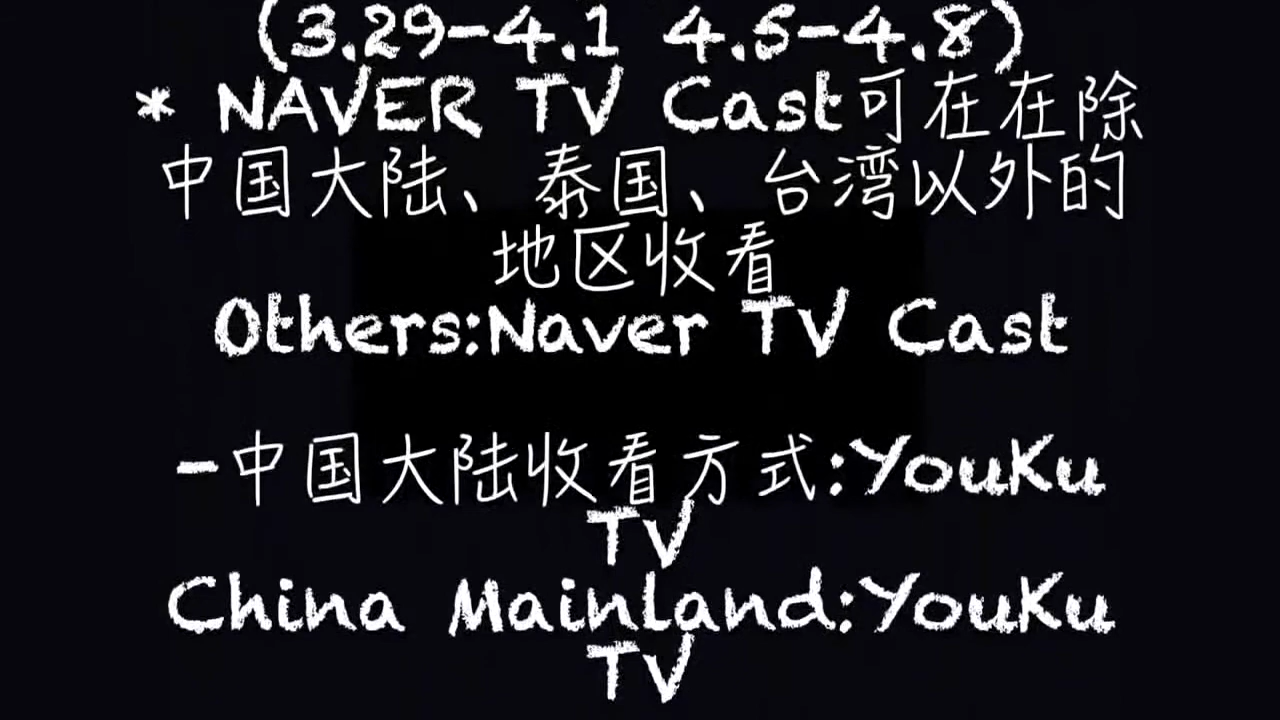 (3.29-4.1 4.5-4.8)
* NAVER TV Cast可在在除
中国大陆、泰国、台湾以外的
地区收看
Others:Naver TV Cast
-中国大陆收看方式:YouKu
TV
China Mainland:YouKu
TV